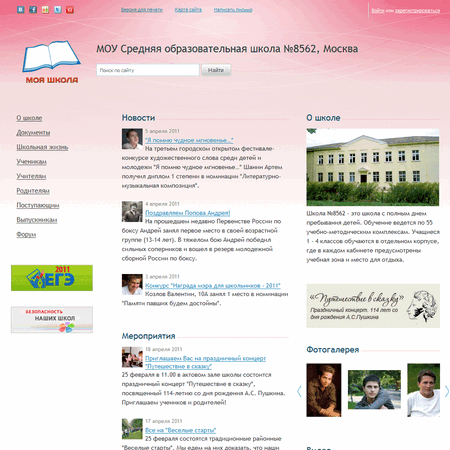 Версия для печати
Карта сайта
Написать письмо
Войти или зарегистрироваться
МОУ Средняя образовательная школа №8562, Москва
МОЯ ШКОЛА
Поиск по сайту
Найти
О школе
Документы
Школьная жизнь
Ученикам
Учителям
Родителям
Поступающим
Выпускникам
Форум
2011
ЕГЭ
БЕЗОПАСНОСТЬ
НАШИХ ШКОЛ
Новости
5 апреля 2011
"Я помню чудное мгновенье..."
На третьем городском открытом фестивале-
конкурсе художественного слова среди детей и
молодежи "Я помню чудное мгновенье..." Шанин Артем
получил диплом 1 степени в номинации "Литературно-
музыкальная композиция".
4 апреля 2011
Поздравляем Попова Андрея!
На прошедшем недавно Первенстве России по
боксу Андрей занял первое место в своей возрастной
группе (13-14 лет). В тяжелом бою Андрей победил
сильных соперников и вошел в резерв молодежной
сборной России по боксу.
3 апреля 2011
Конкурс "Награда мэра для школьников - 2011"
Козлов Валентин, 10А занял 1 место в номинации
"Памяти павших будем достойны".
Мероприятия
18 апреля 2011
Приглашаем Вас на праздничный концерт
"Путешествие в сказку"
25 февраля в 11.00 в актовом зале школы состоится
праздничный концерт "Путешествие в сказку",
посвященный 114-летию со дня рождения А.С. Пушкина.
Приглашаем учеников и родителей!
17 апреля 2011
Все на "Веселые старты"
25 февраля состоятся традиционные районные
"Веселые старты". Мы едем на них доказать, что наши
О школе
Школа №8562 - это школа с полным днем
пребывания детей. Обучение ведется по 55
учебно-методическим комплексам. Учащиеся
1 - 4 классов обучается в отдельном корпусе,
где в каждом кабинете предусмотрены
учебная зона и место для отдыха.
"Путешествие в сказку"
Праздничный концерт. 114 лет
со дня рождения А.С.Пушкина
Фотогалерея
Видео